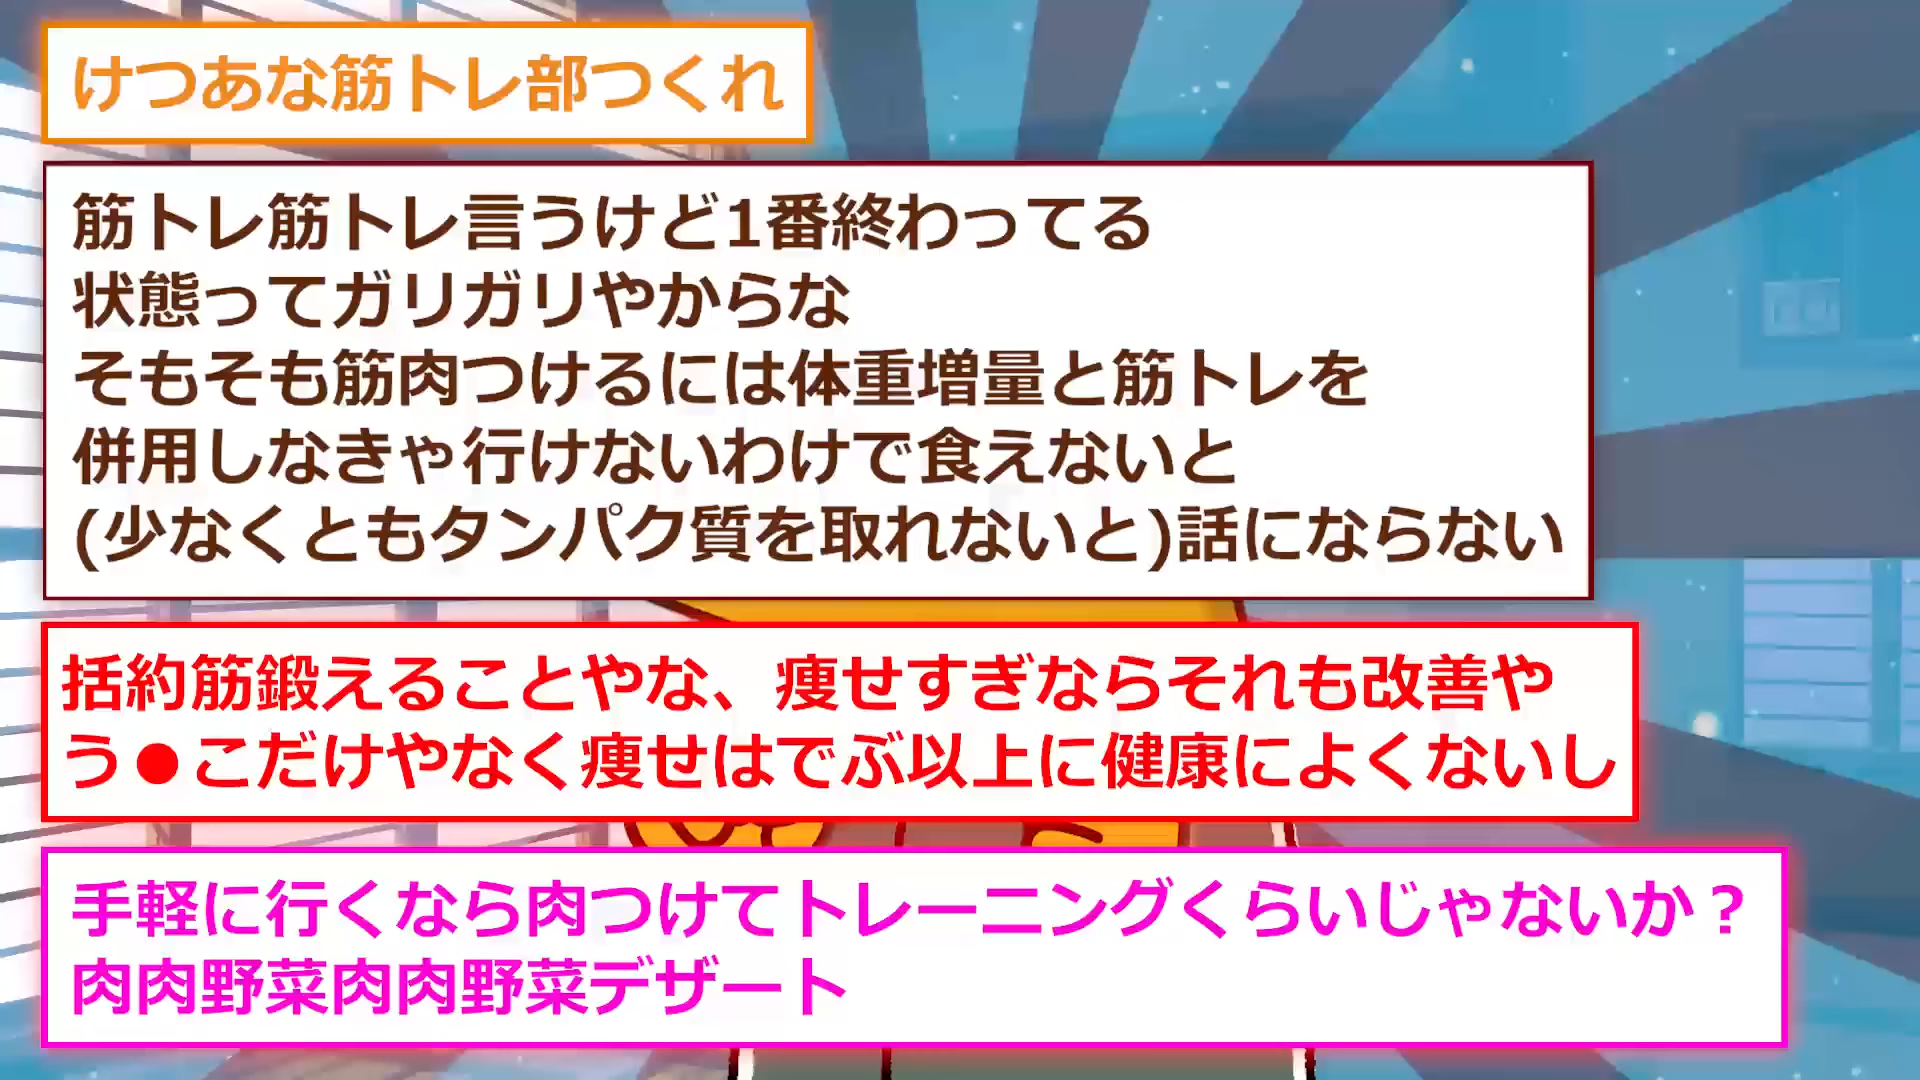 けつあな筋トレ部つくれ
筋トレ筋トレ言うけど1番終わってる
状態ってガリガリやからな
そもそも筋肉つけるには体重増量と筋トレを
併用しなきゃ行けないわけで食えないと
(少なくともタンパク質を取れないと)話にならない
括約筋鍛えることやな、痩せすぎならそれも改善や
う●こだけやなく痩せはでぶ以上に健康によくないし
手軽に行くなら肉つけてトレーニングくらいじゃないか？
肉肉野菜肉肉野菜デザート